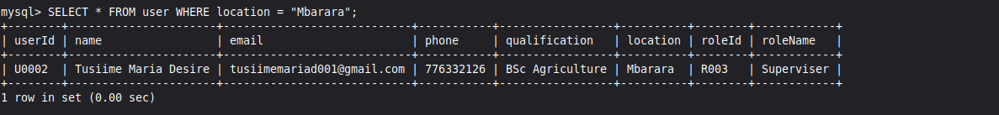 mysql> SELECT * FROM user WHERE location = "Mbarara";
+--------+----------------------+----------------------------+-----------+-----------------+----------+--------+------------+
| userId | name                 | email                      | phone     | qualification   | location | roleId | roleName   |
+--------+----------------------+----------------------------+-----------+-----------------+----------+--------+------------+
| U0002  | Tusiime Maria Desire | tusiimemariad001@gmail.com | 776332126 | BSc Agriculture | Mbarara  | R003   | Superviser |
+--------+----------------------+----------------------------+-----------+-----------------+----------+--------+------------+
1 row in set (0.00 sec)